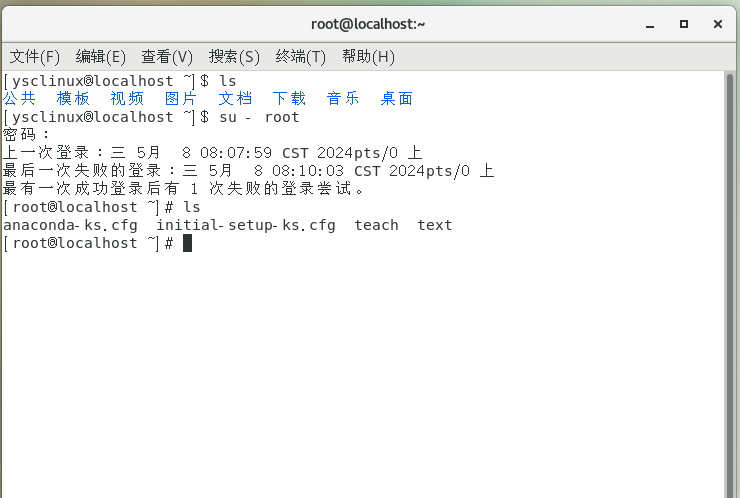 root@localhost:~
文件(F) 编辑(E) 查看(V) 搜索(S) 终端(T) 帮助(H)
[ysclinux@localhost ~]$ ls
公共 模板 视频 图片 文档 下载 音乐 桌面
[ysclinux@localhost ~]$ su - root
密码：
上一次登录：三 5月  8 08:07:59 CST 2024pts/0 上
最后一次失败的登录：三 5月  8 08:10:03 CST 2024pts/0 上
最有一次成功登录后有 1 次失败的登录尝试。
[root@localhost ~]# ls
anaconda-ks.cfg  initial-setup-ks.cfg  teach  text
[root@localhost ~]#